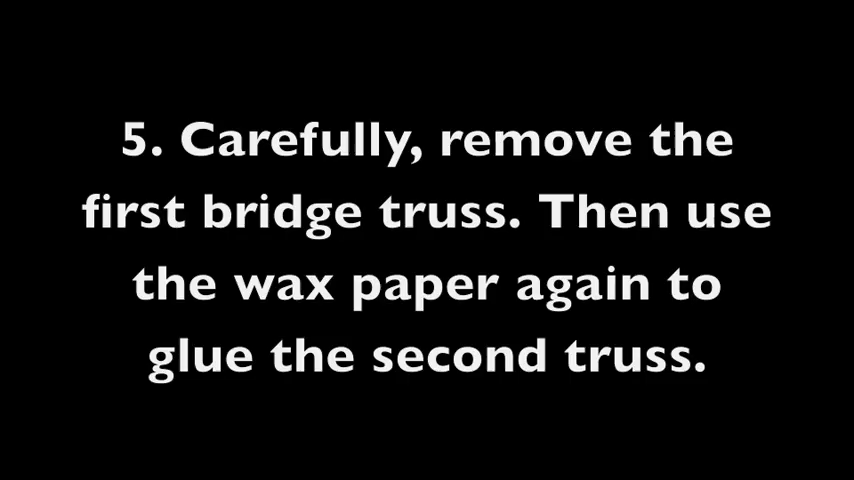 5. Carefully, remove the
first bridge truss. Then use
the wax paper again to
glue the second truss.